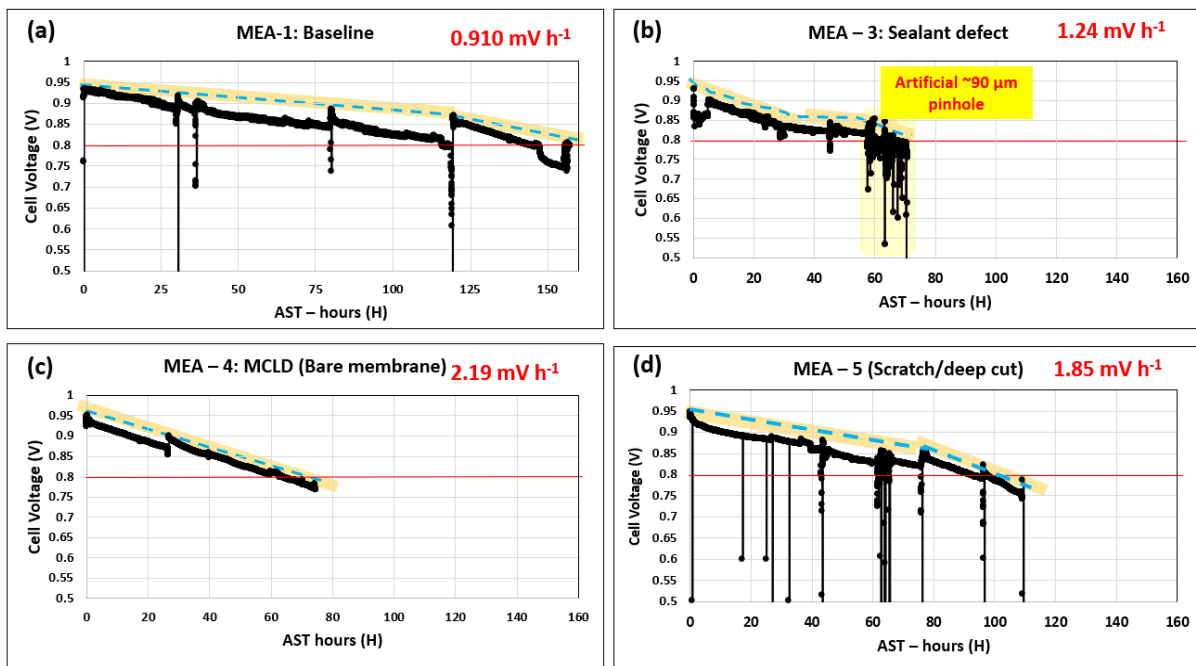 (a)
MEA-1: Baseline
0.910 mV h-1
Cell Voltage (V)
1
0.95
0.9
0.85
0.8
0.75
0.7
0.65
0.6
0.55
0.5
0 25 50 75 100 125 150
AST – hours (H)
(b)
MEA – 3: Sealant defect
1.24 mV h-1
Artificial ~90 µm
pinhole
Cell Voltage (V)
1
0.95
0.9
0.85
0.8
0.75
0.7
0.65
0.6
0.55
0.5
0 20 40 60 80 100 120 140 160
AST – hours (H)
(c)
MEA – 4: MCLD (Bare membrane)
2.19 mV h-1
Cell Voltage (V)
1
0.95
0.9
0.85
0.8
0.75
0.7
0.65
0.6
0.55
0.5
0 20 40 60 80 100 120 140 160
AST hours (H)
(d)
MEA – 5 (Scratch/deep cut)
1.85 mV h-1
Cell Voltage (V)
1
0.95
0.9
0.85
0.8
0.75
0.7
0.65
0.6
0.55
0.5
0 20 40 60 80 100 120 140 160
AST – hours (H)